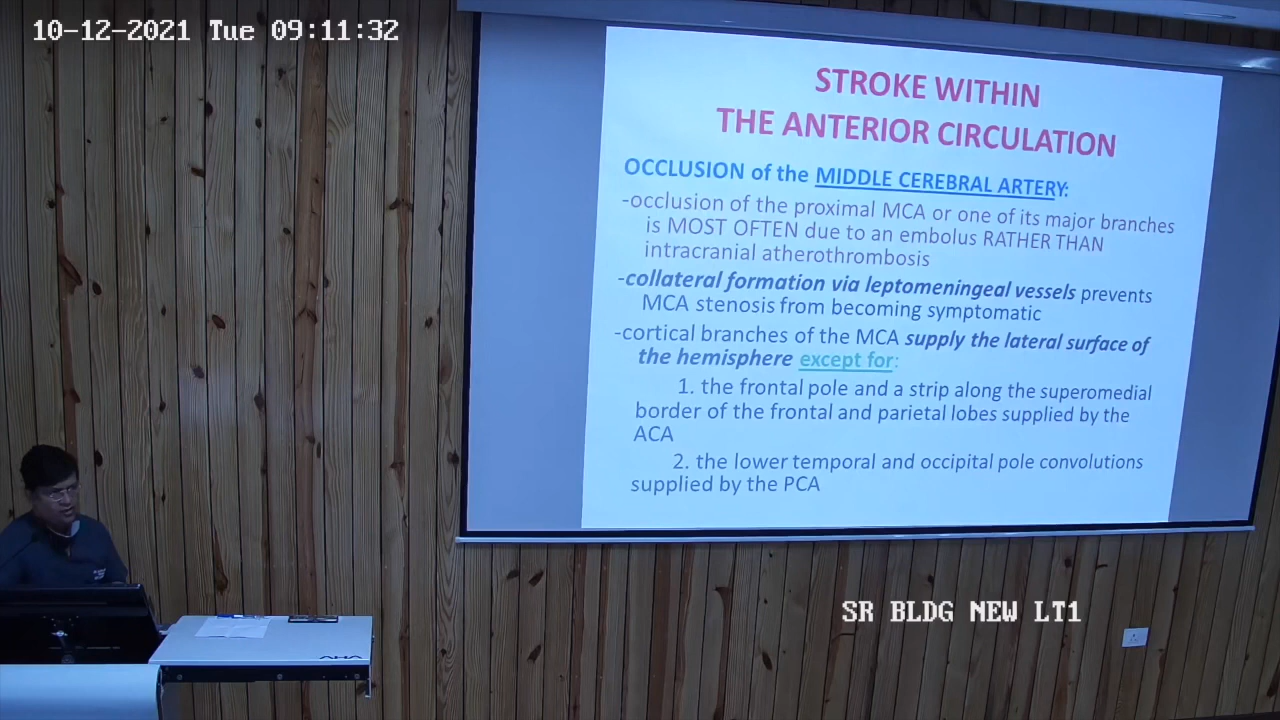 10-12-2021 Tue 09:11:32
STROKE WITHIN
THE ANTERIOR CIRCULATION
OCCLUSION of the MIDDLE CEREBRAL ARTERY:
-occlusion of the proximal MCA or one of its major branches
is MOST OFTEN due to an embolus RATHER THAN
intracranial atherothrombosis
-collateral formation via leptomeningeal vessels prevents
MCA stenosis from becoming symptomatic
-cortical branches of the MCA supply the lateral surface of
the hemisphere except for:
1. the frontal pole and a strip along the superomedial
border of the frontal and parietal lobes supplied by the
ACA
2. the lower temporal and occipital pole convolutions
supplied by the PCA
SR BLDG NEW LT1
AHA